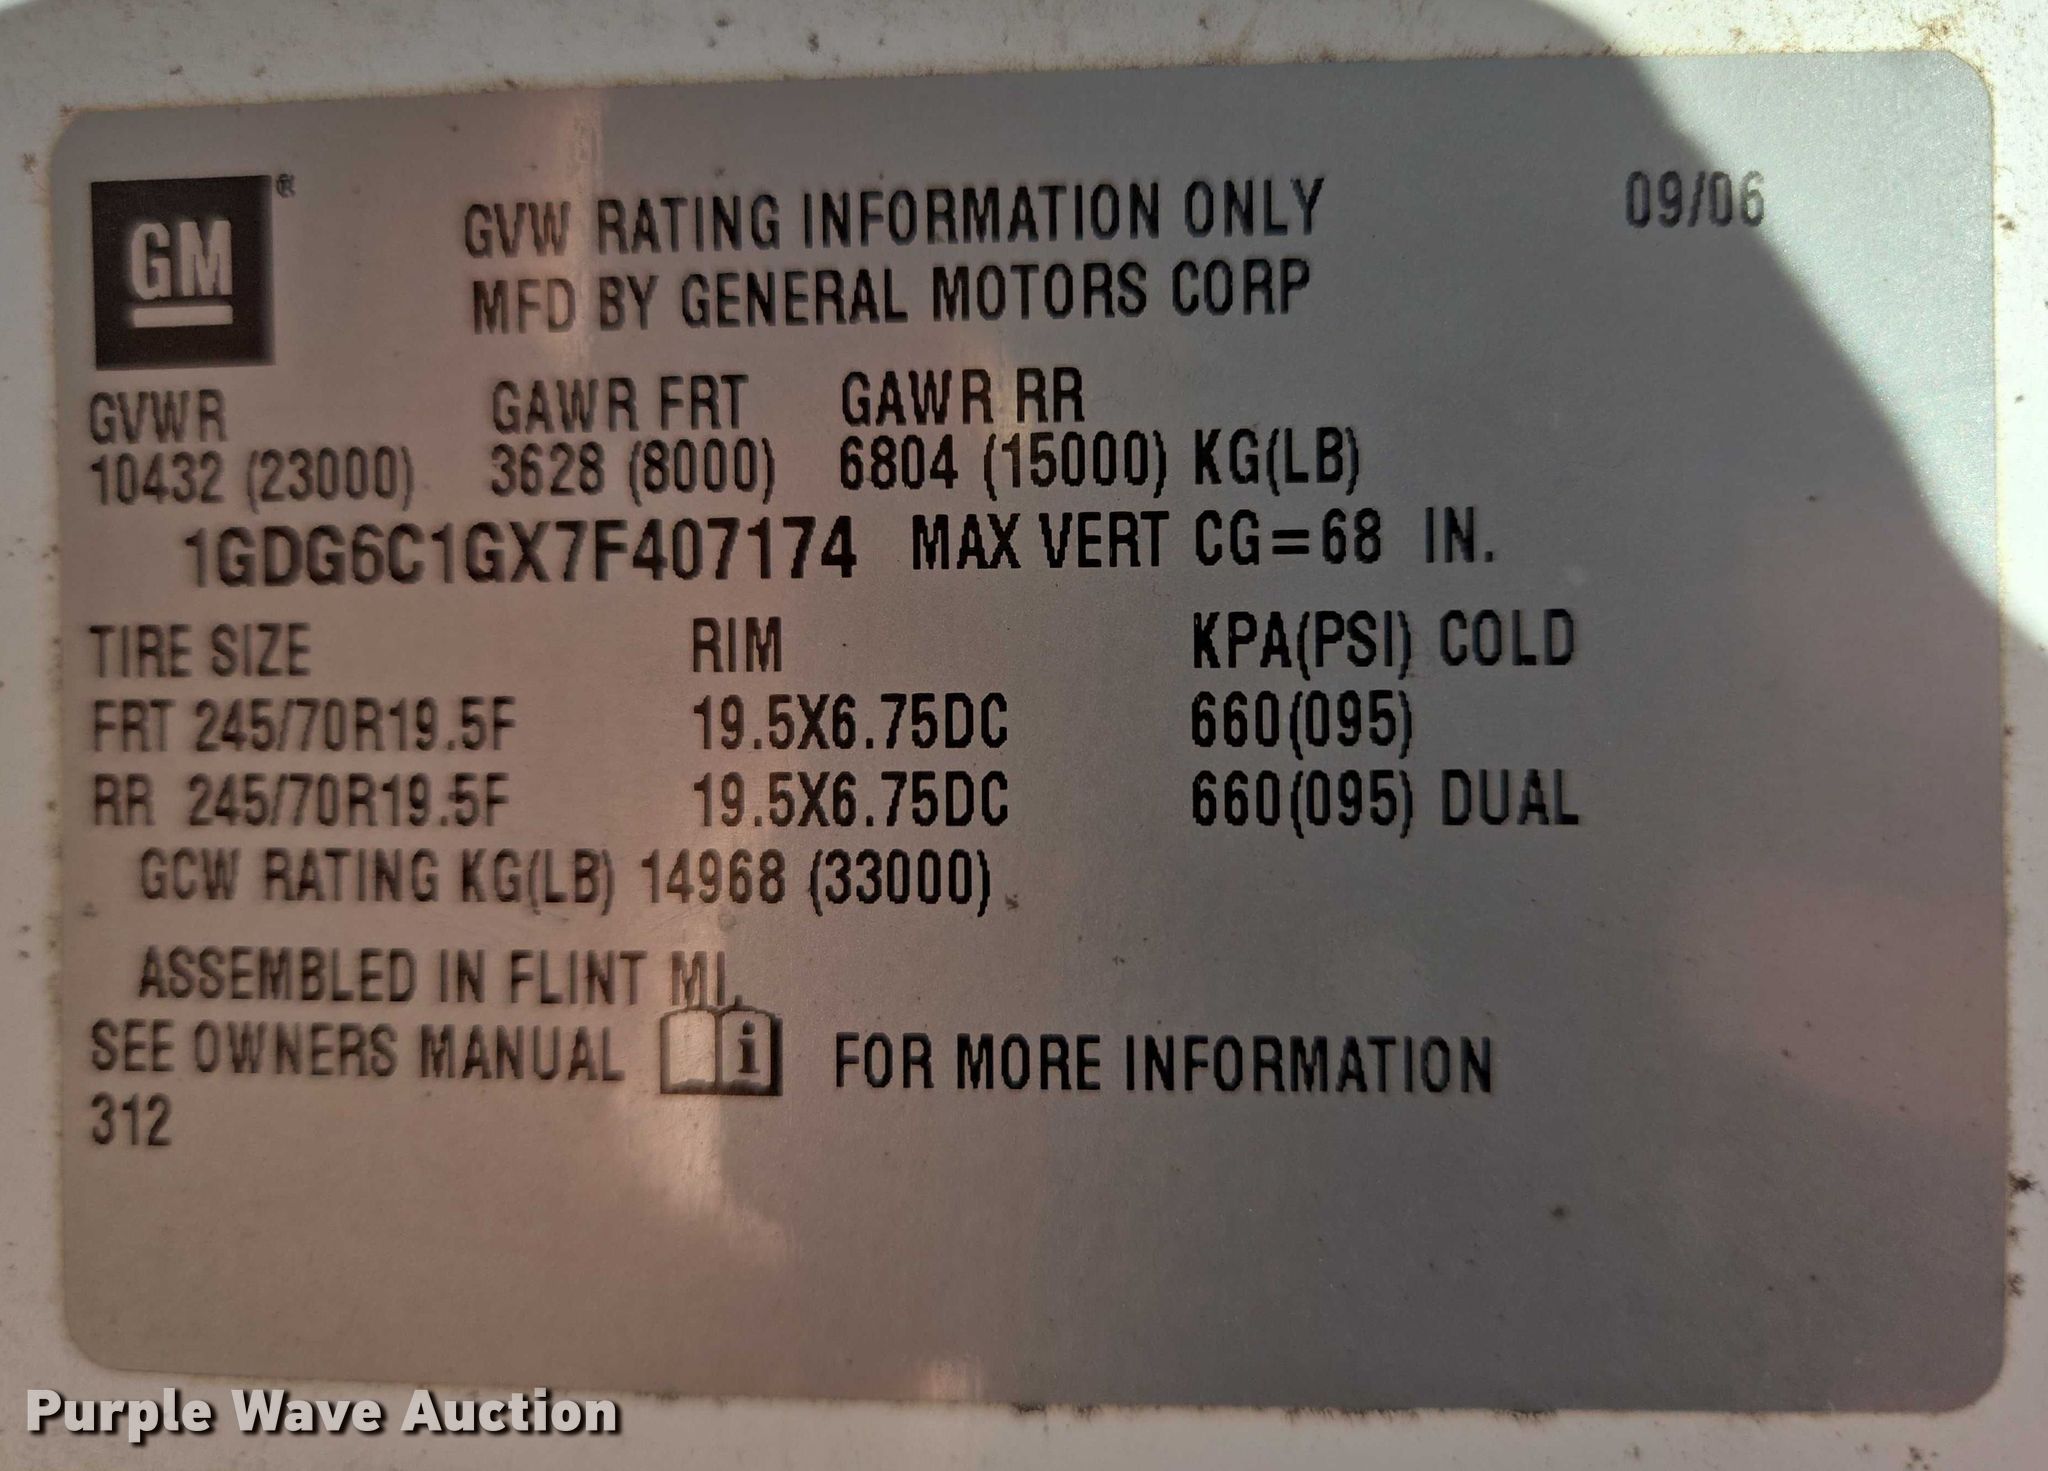 GM ®
GVW RATING INFORMATION ONLY 09/06
MFD BY GENERAL MOTORS CORP
GVWR GAWR FRT GAWR RR
10432 (23000) 3628 (8000) 6804 (15000) KG(LB)
1GDG6C1GX7F407174 MAX VERT CG=68 IN.
TIRE SIZE RIM KPA(PSI) COLD
FRT 245/70R19.5F 19.5X6.75DC 660(095)
RR 245/70R19.5F 19.5X6.75DC 660(095) DUAL
GCW RATING KG(LB) 14968 (33000)
ASSEMBLED IN FLINT MI.
SEE OWNERS MANUAL i FOR MORE INFORMATION
312
Purple Wave Auction